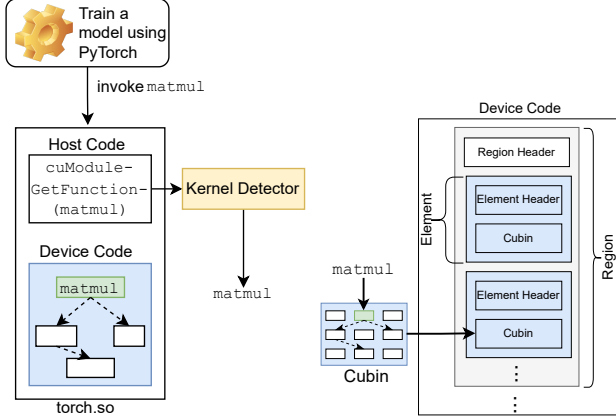 Train a
model using
PyTorch
invoke matmul
Host Code
cuModule-
GetFunction-
(matmul)
Kernel Detector
Device Code
matmul
torch.so
matmul
matmul
Cubin
Device Code
Region Header
Element
Element Header
Cubin
Region
Element Header
Cubin